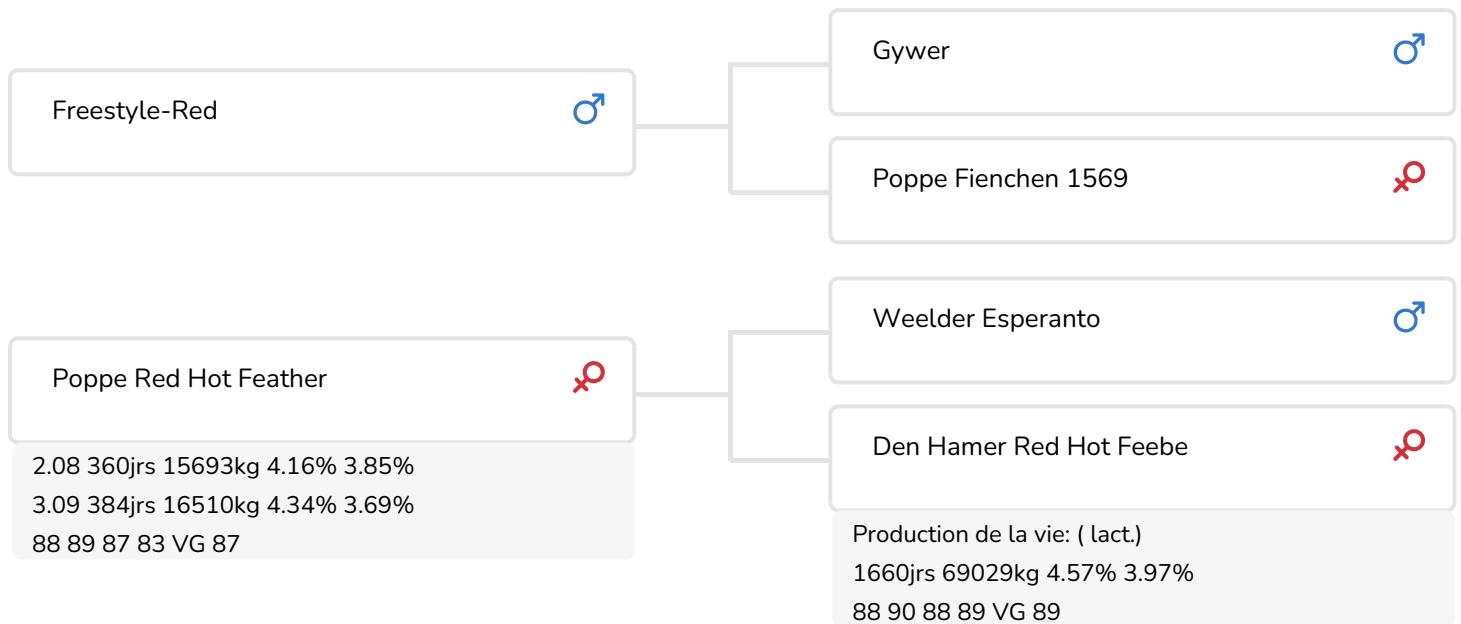 Freestyle-Red
Gywer
Poppe Fienchen 1569
Poppe Red Hot Feather
2.08 360jrs 15693kg 4.16% 3.85%
3.09 384jrs 16510kg 4.34% 3.69%
88 89 87 83 VG 87
Weelder Esperanto
Den Hamer Red Hot Feebe
Production de la vie: ( lact.)
1660jrs 69029kg 4.57% 3.97%
88 90 88 89 VG 89